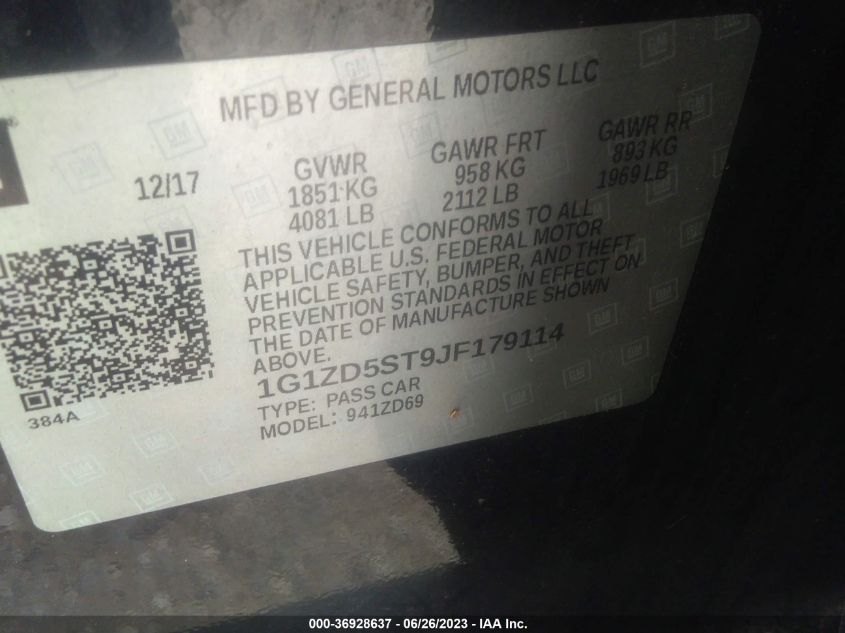 MFD BY GENERAL MOTORS LLC
12/17
GVWR
1851 KG
4081 LB
GAWR FRT
958 KG
2112 LB
GAWR RR
893 KG
1969 LB
THIS VEHICLE CONFORMS TO ALL
APPLICABLE U.S. FEDERAL MOTOR
VEHICLE SAFETY, BUMPER, AND THEFT
PREVENTION STANDARDS IN EFFECT ON
THE DATE OF MANUFACTURE SHOWN
ABOVE.
1G1ZD5ST9JF179114
TYPE: PASS CAR
MODEL: 941ZD69
384A
000-36928637 - 06/26/2023 - IAA Inc.